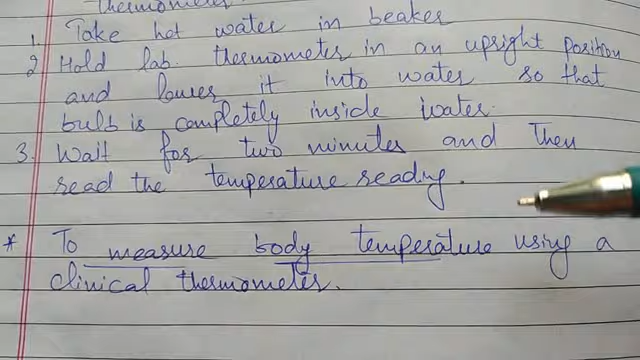 thermometer
1. Take hot water in beaker
2 Hold lab. thermometer in an upright position
and lower it into water so that
bulb is completely inside water.
3. Wait for two minutes and then
read the temperature reading.
* To measure body temperature using a
clinical thermometer.